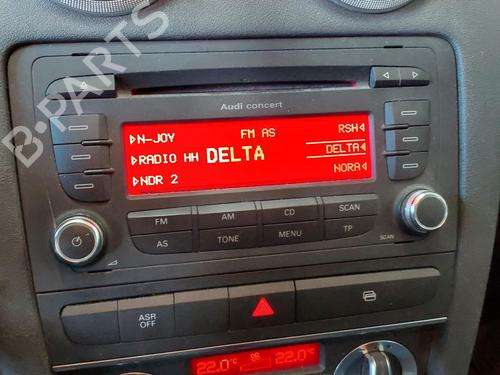 Audi concert
N-JOY FM AS RSH
RADIO HH DELTA DELTA
NDR 2 NORA
FM AM CD SCAN
AS TONE MENU TP
SCAN
ASR
OFF
22.0°C 22.0°C
B-PARTS